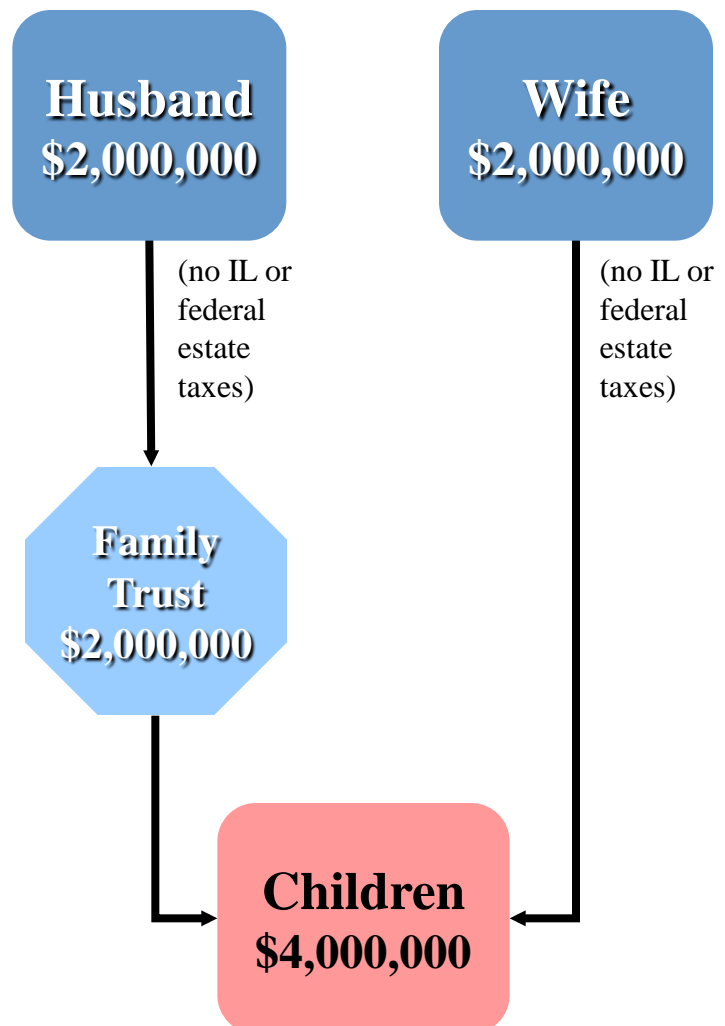 Husband
$2,000,000
Wife
$2,000,000
(no IL or
federal
estate
taxes)
(no IL or
federal
estate
taxes)
Family
Trust
$2,000,000
Children
$4,000,000